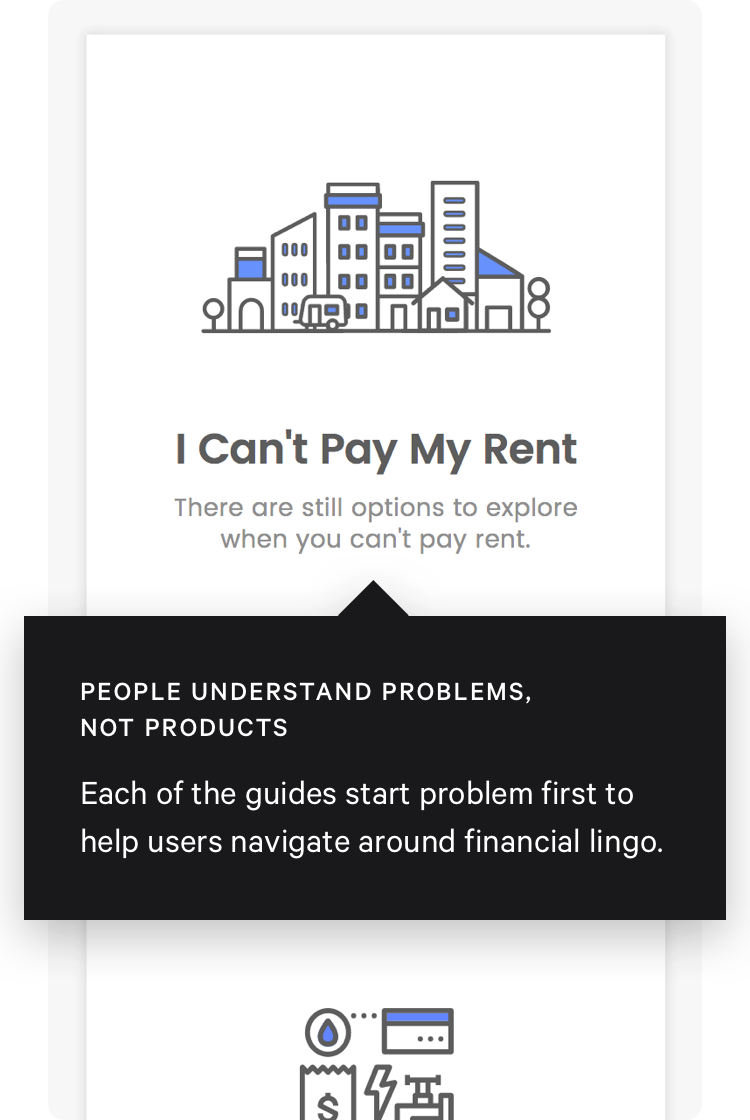 I Can't Pay My Rent
There are still options to explore
when you can't pay rent.
PEOPLE UNDERSTAND PROBLEMS,
NOT PRODUCTS
Each of the guides start problem first to
help users navigate around financial lingo.
$